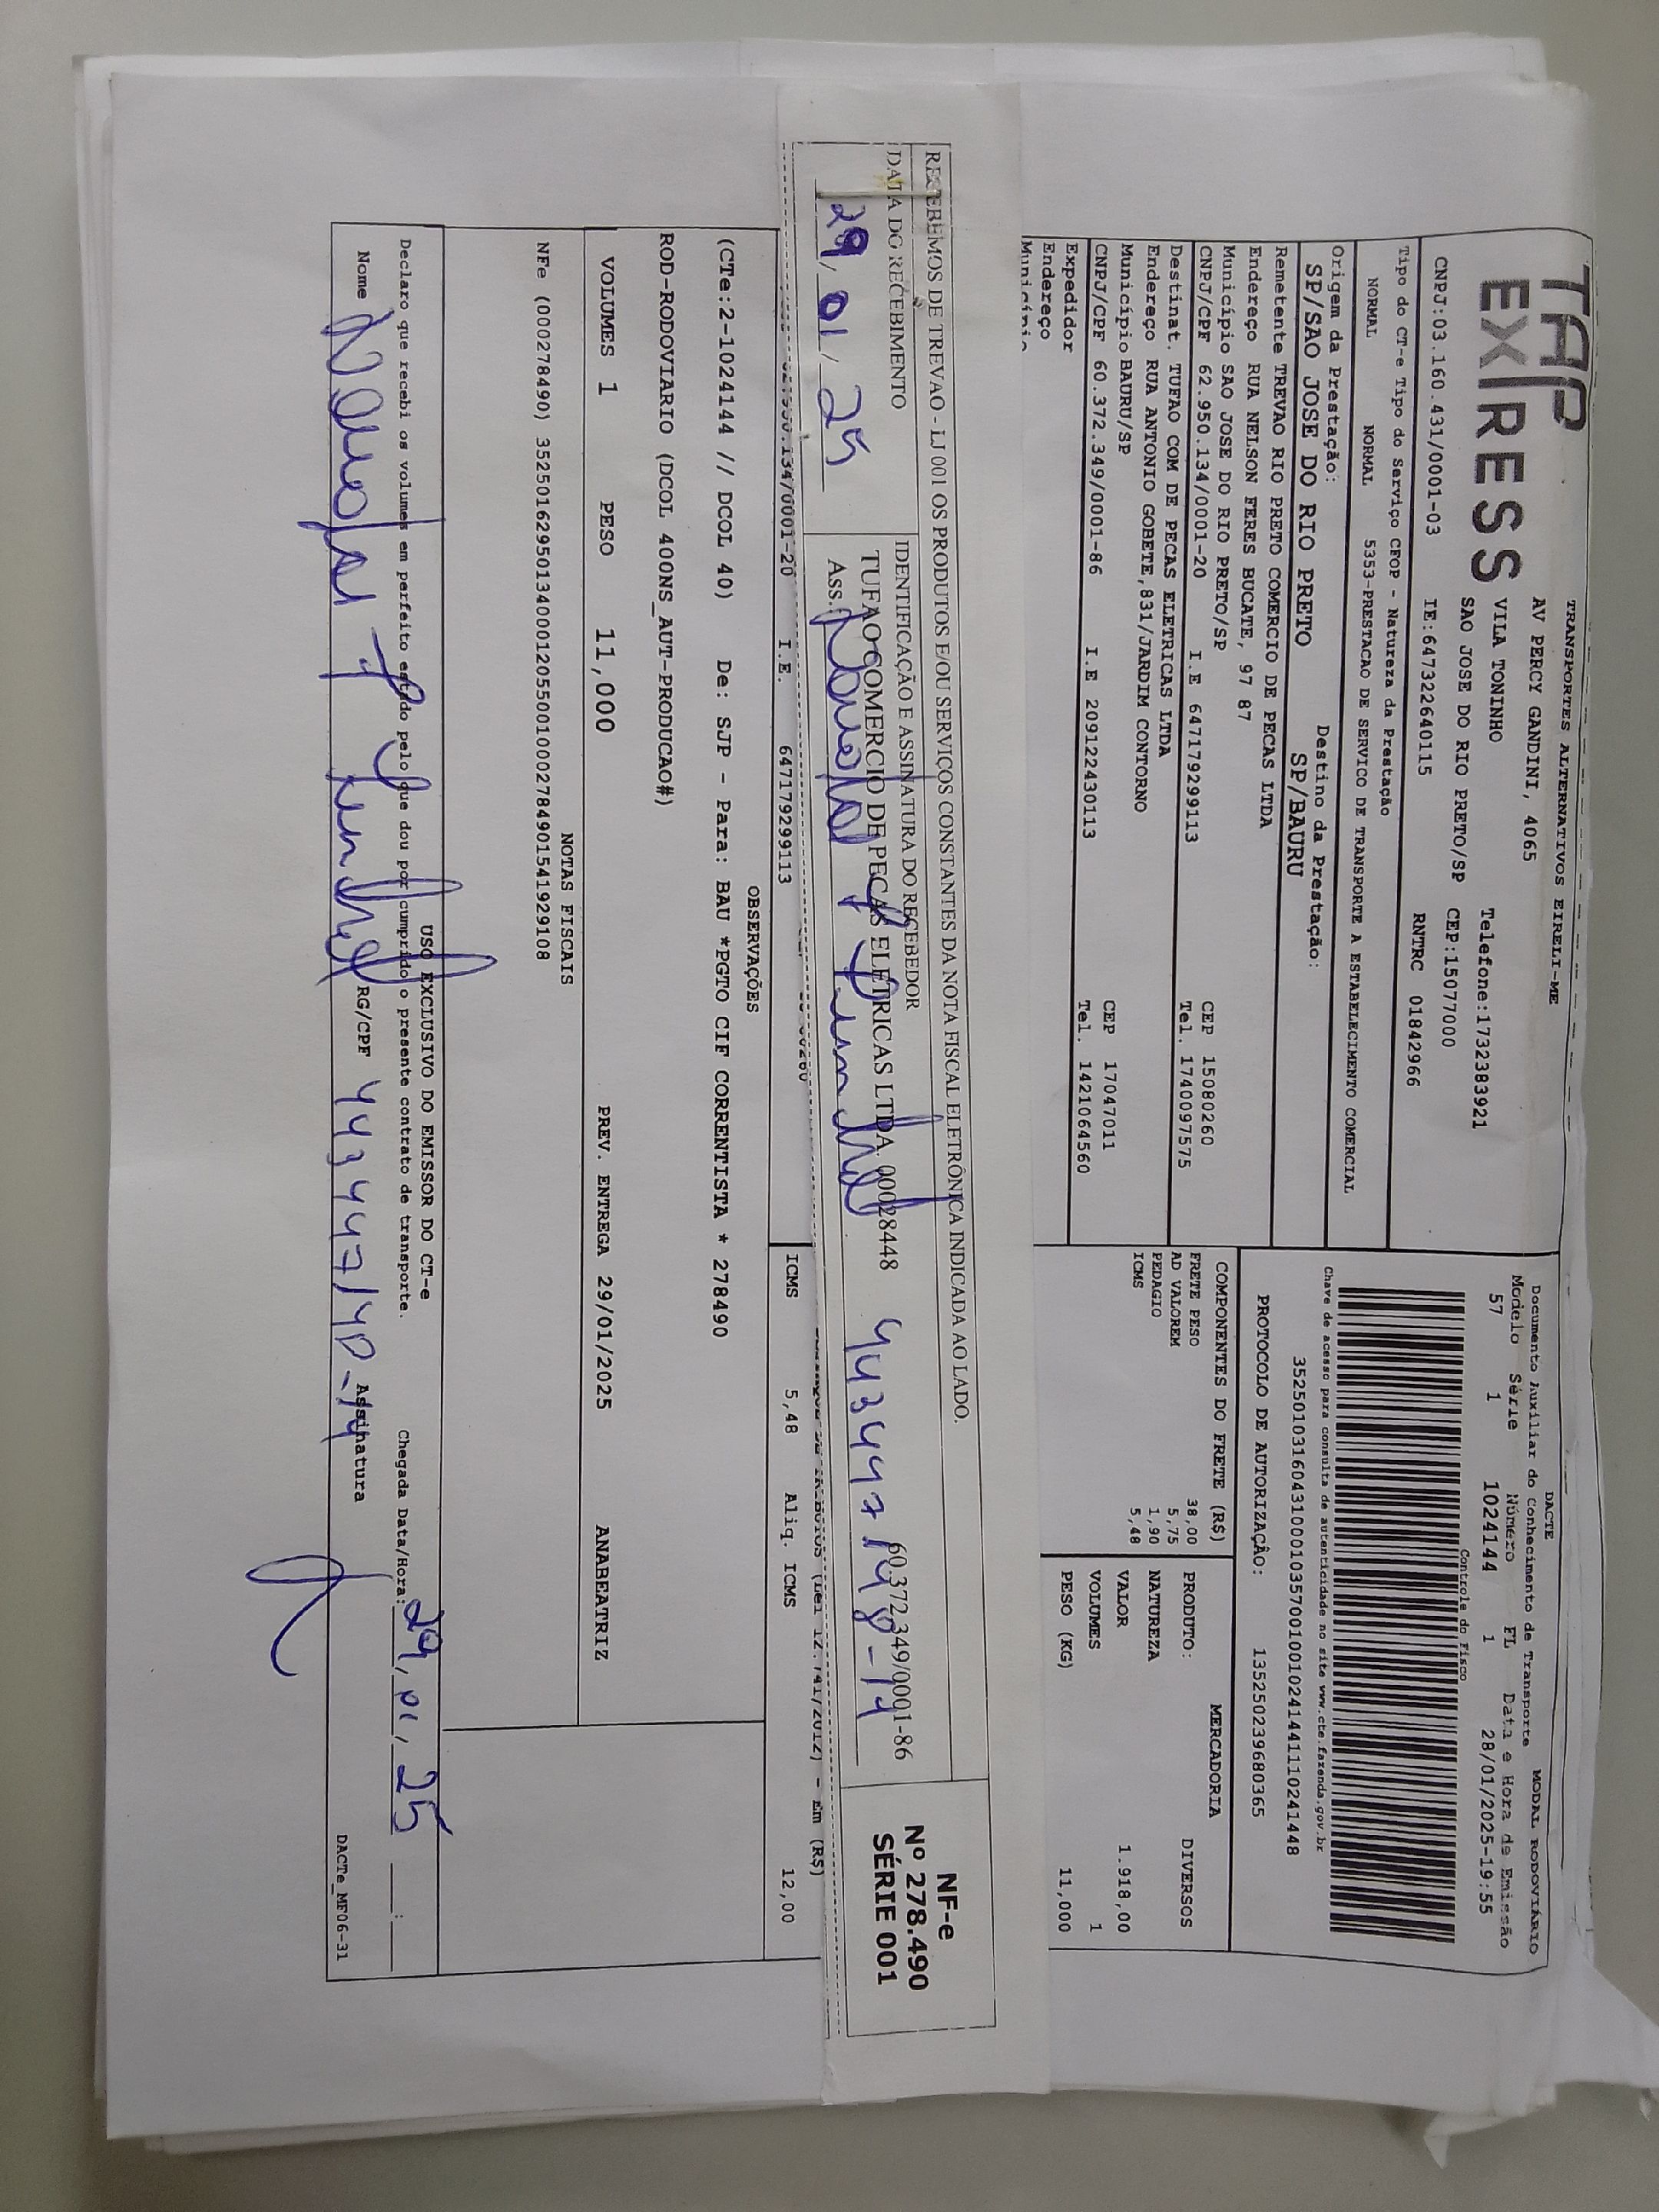 TAP
EXPRESS
TRANSPORTES ALTERNATIVOS EIRELI-ME
AV PERCY GANDINI, 4065
VILA TONINHO Telefone:1732383921
SAO JOSE DO RIO PRETO/SP CEP:15077000
CNPJ:03.160.431/0001-03 IE:647322640115 RNTRC 01842966
Tipo do CT-e Tipo do Serviço CFOP - Natureza da Prestação
NORMAL NORMAL 5353-PRESTACAO DE SERVICO DE TRANSPORTE A ESTABELECIMENTO COMERCIAL
Origem da Prestação: Destino da Prestação:
SP/SAO JOSE DO RIO PRETO SP/BAURU
Remetente TREVAO RIO PRETO COMERCIO DE PECAS LTDA
Endereço RUA NELSON FERES BUCATE, 97 87
Município SAO JOSE DO RIO PRETO/SP CEP 15080260
CNPJ/CPF 62.950.134/0001-20 I.E 647179299113 Tel. 1740097575
Destinat. TUFAO COM DE PECAS ELETRICAS LTDA
Endereço RUA ANTONIO GOBETE,831/JARDIM CONTORNO
Município BAURU/SP CEP 17047011
CNPJ/CPF 60.372.349/0001-86 I.E 209122430113 Tel. 1421064560
Expedidor
Endereço
Município
DACTE MODAL RODOVIÁRIO
Documento Auxiliar do Conhecimento de Transporte
Modelo Série Número FL Data e Hora de Emissão
57 1 1024144 1 28/01/2025-19:55
Controle do Fisco
Chave de acesso para consulta de autenticidade no site www.cte.fazenda.gov.br
35250103160431000103570010010241441110241448
PROTOCOLO DE AUTORIZAÇÃO: 135250239680365
COMPONENTES DO FRETE (R$)
FRETE PESO 38,00
AD VALOREM 5,75
PEDAGIO 1,90
ICMS 5,48
MERCADORIA
PRODUTO: DIVERSOS
NATUREZA
VALOR 1.918,00
VOLUMES 1
PESO (KG) 11,000
RECEBEMOS DE TREVAO - LJ 001 OS PRODUTOS E/OU SERVIÇOS CONSTANTES DA NOTA FISCAL ELETRÔNICA INDICADA AO LADO.
DATA DO RECEBIMENTO IDENTIFICAÇÃO E ASSINATURA DO RECEBEDOR
TUFAO COMERCIO DE PECAS ELETRICAS LTDA 00028448 60.372.349/0001-86
29/01/25 Ass.
NF-e
Nº 278.490
SÉRIE 001
I.E. 647179299113
ICMS 5,48 Aliq. ICMS 12,00
OBSERVAÇÕES
(CTe:2-1024144 // DCOL 40) De: SJP - Para: BAU *PGTO CIF CORRENTISTA * 278490
ROD-RODOVIARIO (DCOL 400NS_AUT-PRODUCAO#)
VOLUMES 1 PESO 11,000 PREV. ENTREGA 29/01/2025 ANABEATRIZ
NOTAS FISCAIS
NFe (000278490) 35250162950134000120550010002784901541929108
USO EXCLUSIVO DO EMISSOR DO CT-e
Declaro que recebi os volumes em perfeito estado pelo que dou por cumprido o presente contrato de transporte. Chegada Data/Hora: 29/01/25
Nome RG/CPF Assinatura
DACTe_MF06-31